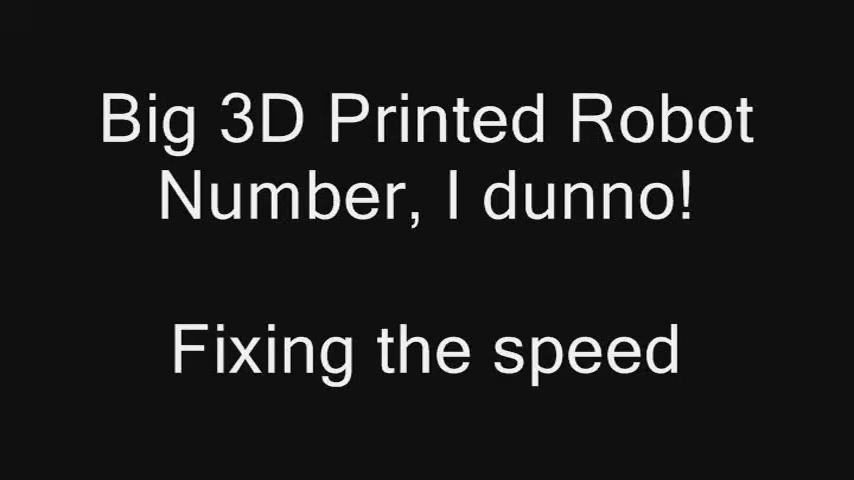 Big 3D Printed Robot
Number, I dunno!
Fixing the speed